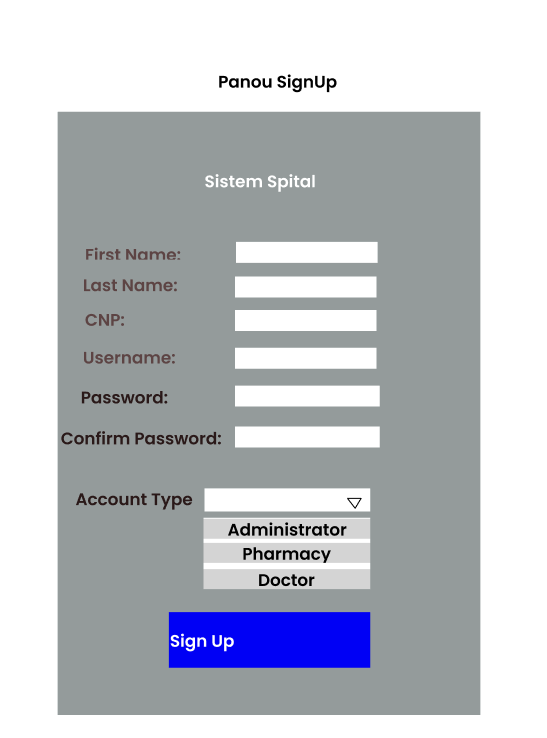 Panou SignUp
Sistem Spital
First Name:
Last Name:
CNP:
Username:
Password:
Confirm Password:
Account Type
Administrator
Pharmacy
Doctor
Sign Up